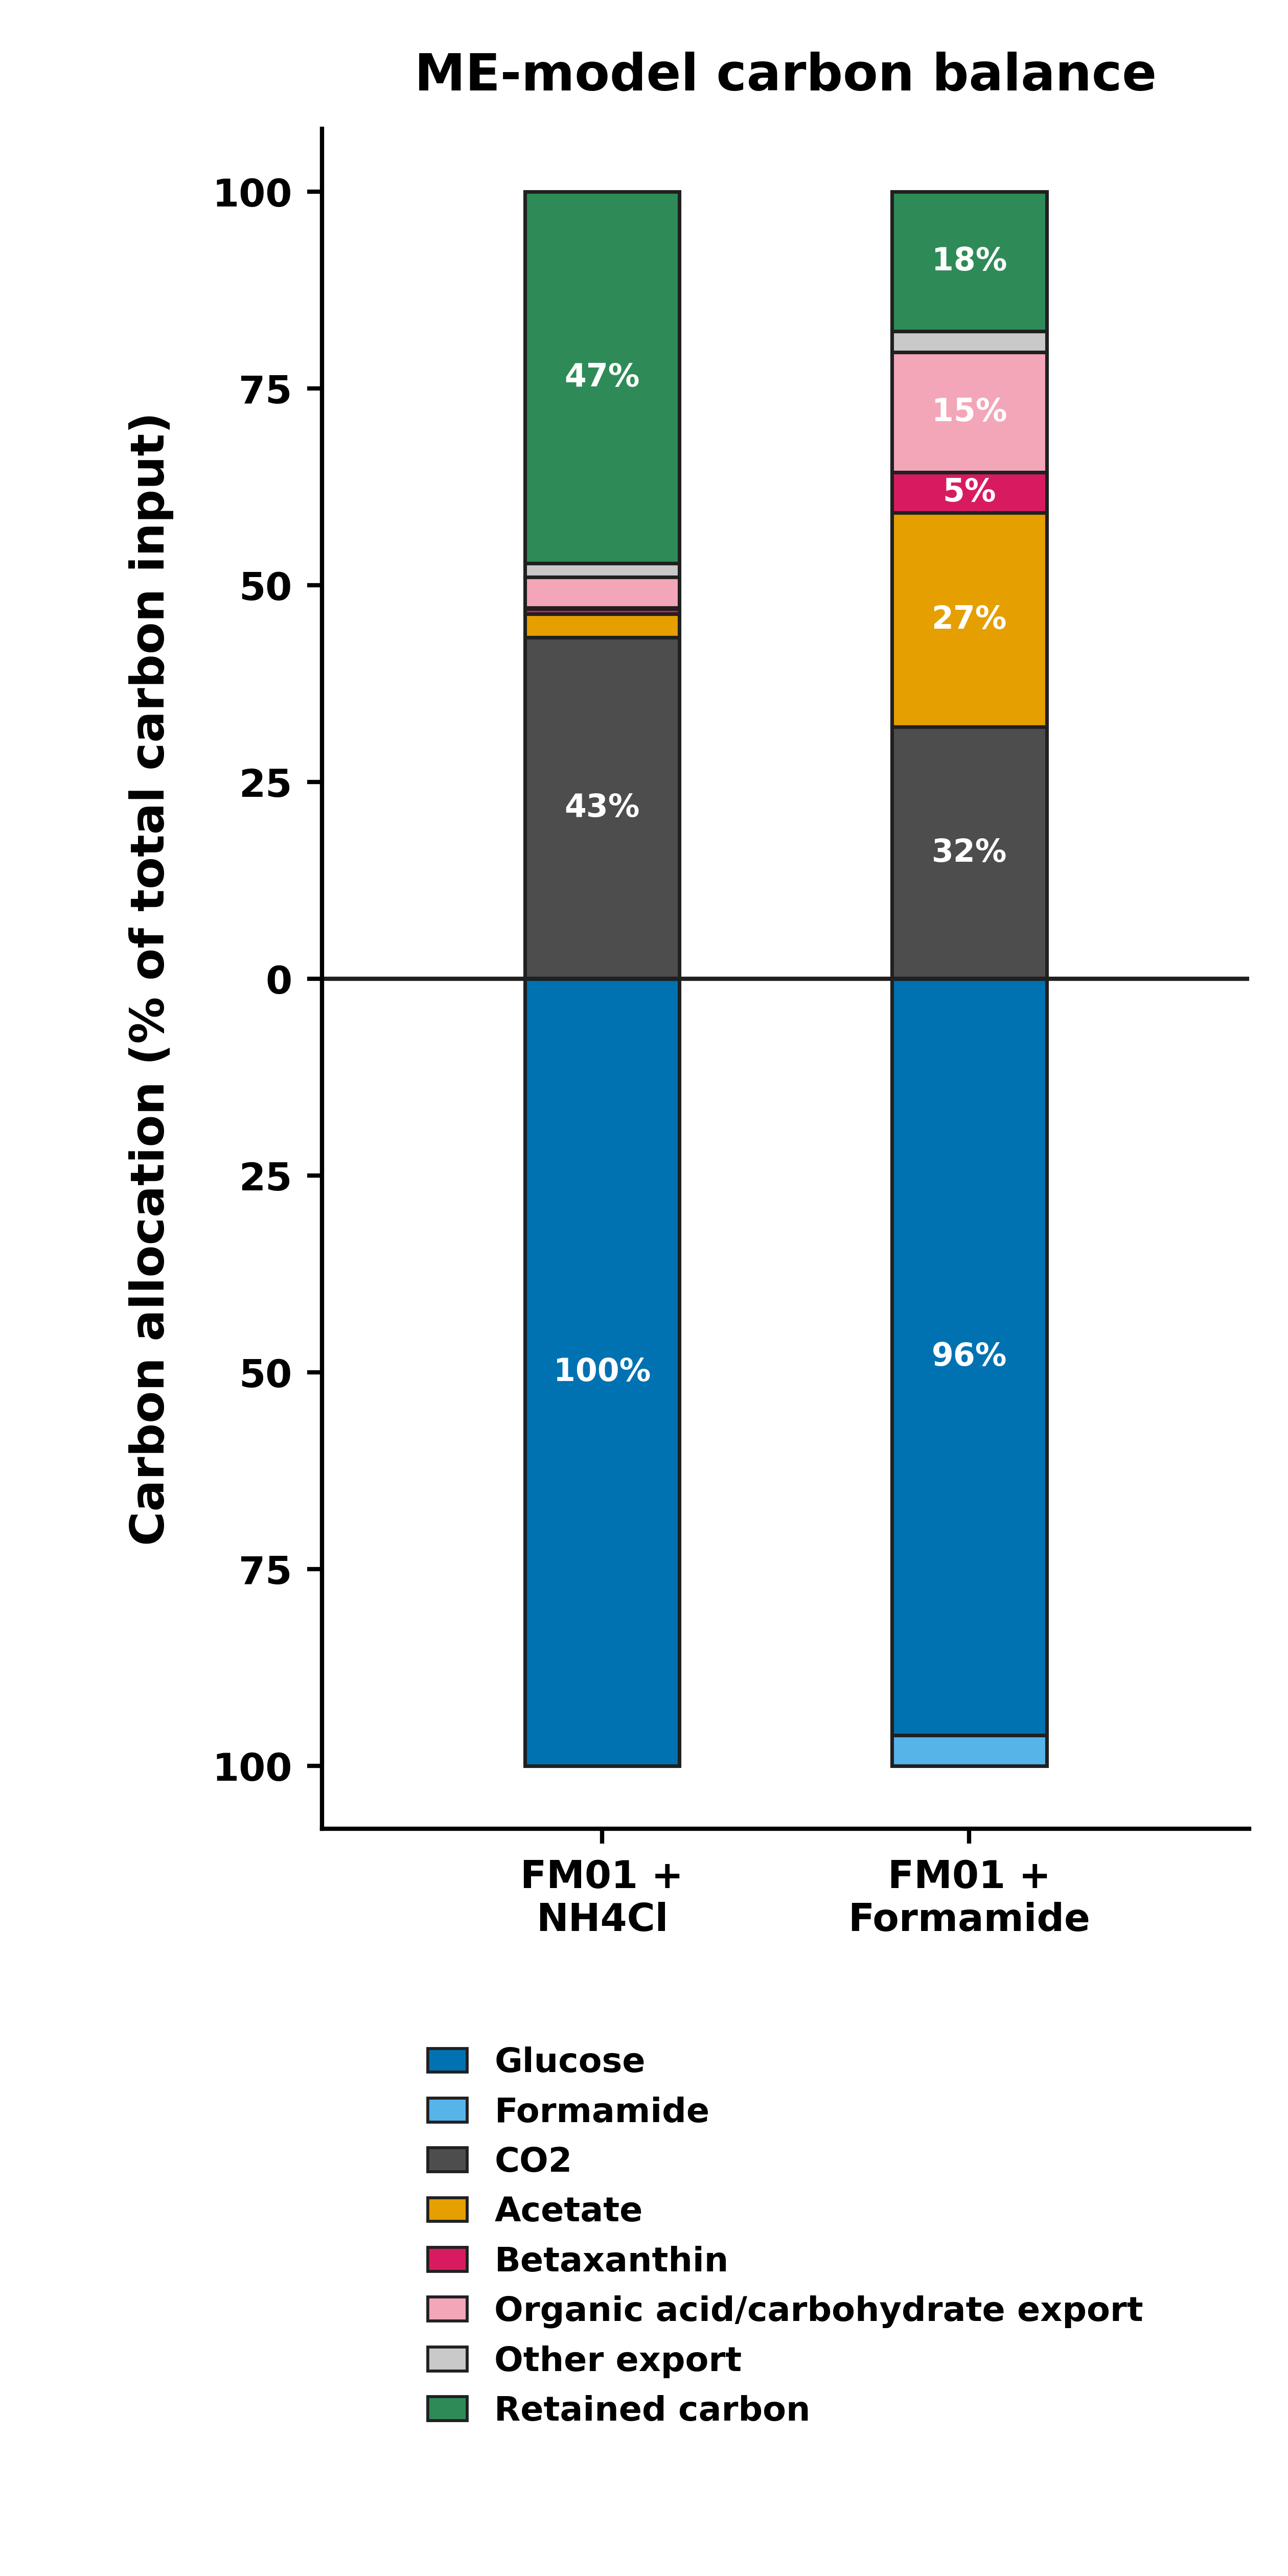 ME-model carbon balance
Carbon allocation (% of total carbon input)
100
75
50
25
0
25
50
75
100
47%
43%
100%
18%
15%
5%
27%
32%
96%
FM01 +
NH4Cl
FM01 +
Formamide
Glucose
Formamide
CO2
Acetate
Betaxanthin
Organic acid/carbohydrate export
Other export
Retained carbon